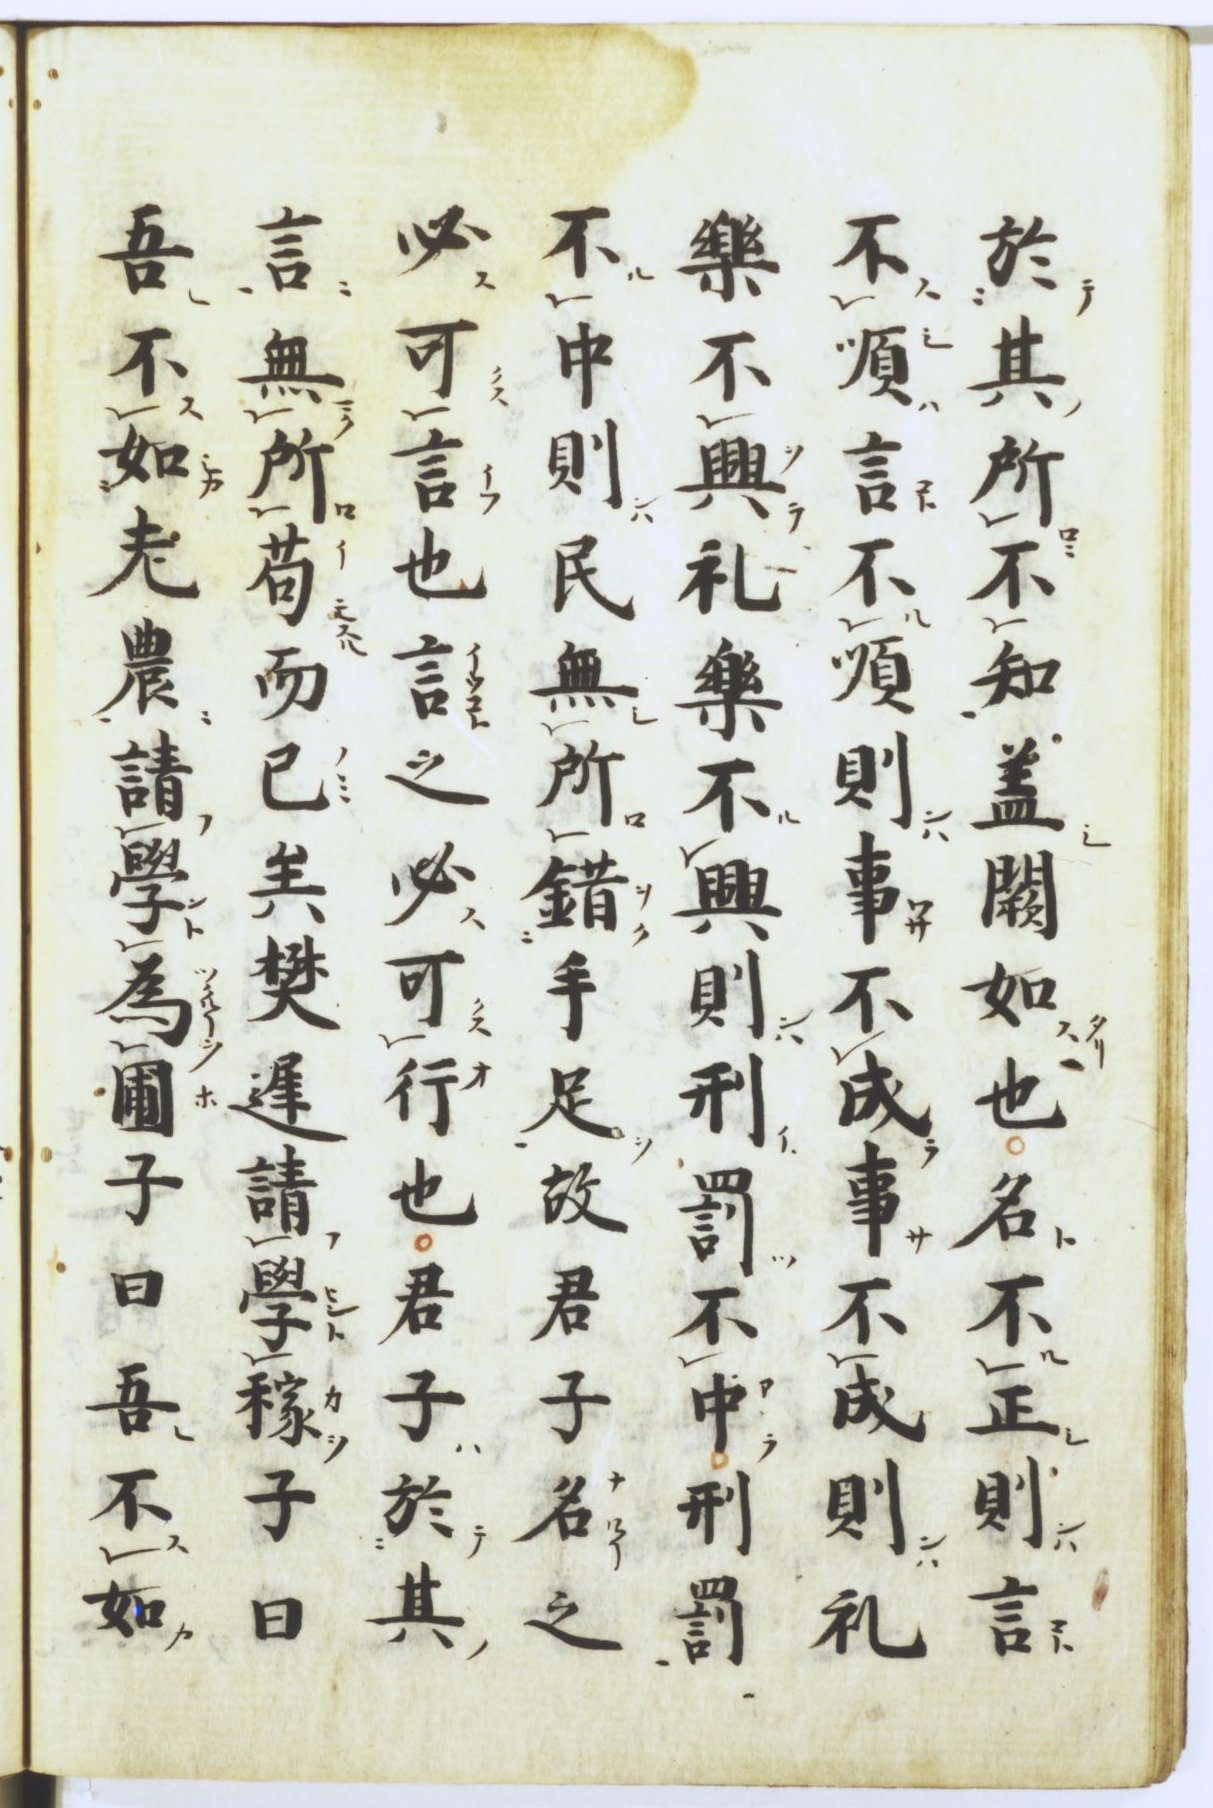 於其所不知盖闕如也名不正則言
不順言不順則事不成事不成則礼
樂不興礼樂不興則刑罰不中刑罰
不中則民無所錯手足故君子名之
必可言也言之必可行也君子於其
言無所苟而已矣樊遲請學稼子曰
吾不如老農請學為圃子曰吾不如